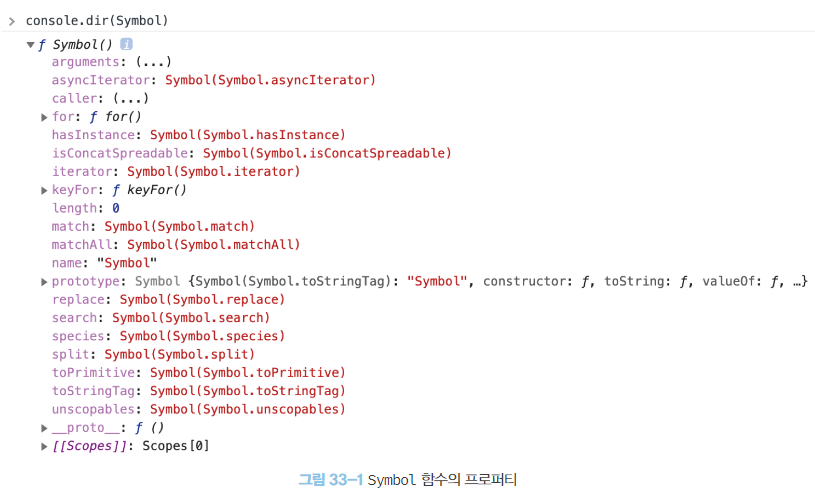 > console.dir(Symbol)
▼ƒ Symbol() i
arguments: (...)
asyncIterator: Symbol(Symbol.asyncIterator)
caller: (...)
▶for: ƒ for()
hasInstance: Symbol(Symbol.hasInstance)
isConcatSpreadable: Symbol(Symbol.isConcatSpreadable)
iterator: Symbol(Symbol.iterator)
▶keyFor: ƒ keyFor()
length: 0
match: Symbol(Symbol.match)
matchAll: Symbol(Symbol.matchAll)
name: "Symbol"
▶prototype: Symbol {Symbol(Symbol.toStringTag): "Symbol", constructor: ƒ, toString: ƒ, valueOf: ƒ, …}
replace: Symbol(Symbol.replace)
search: Symbol(Symbol.search)
species: Symbol(Symbol.species)
split: Symbol(Symbol.split)
toPrimitive: Symbol(Symbol.toPrimitive)
toStringTag: Symbol(Symbol.toStringTag)
unscopables: Symbol(Symbol.unscopables)
▶__proto__: ƒ ()
▶[[Scopes]]: Scopes[0]
그림 33-1 Symbol 함수의 프로퍼티